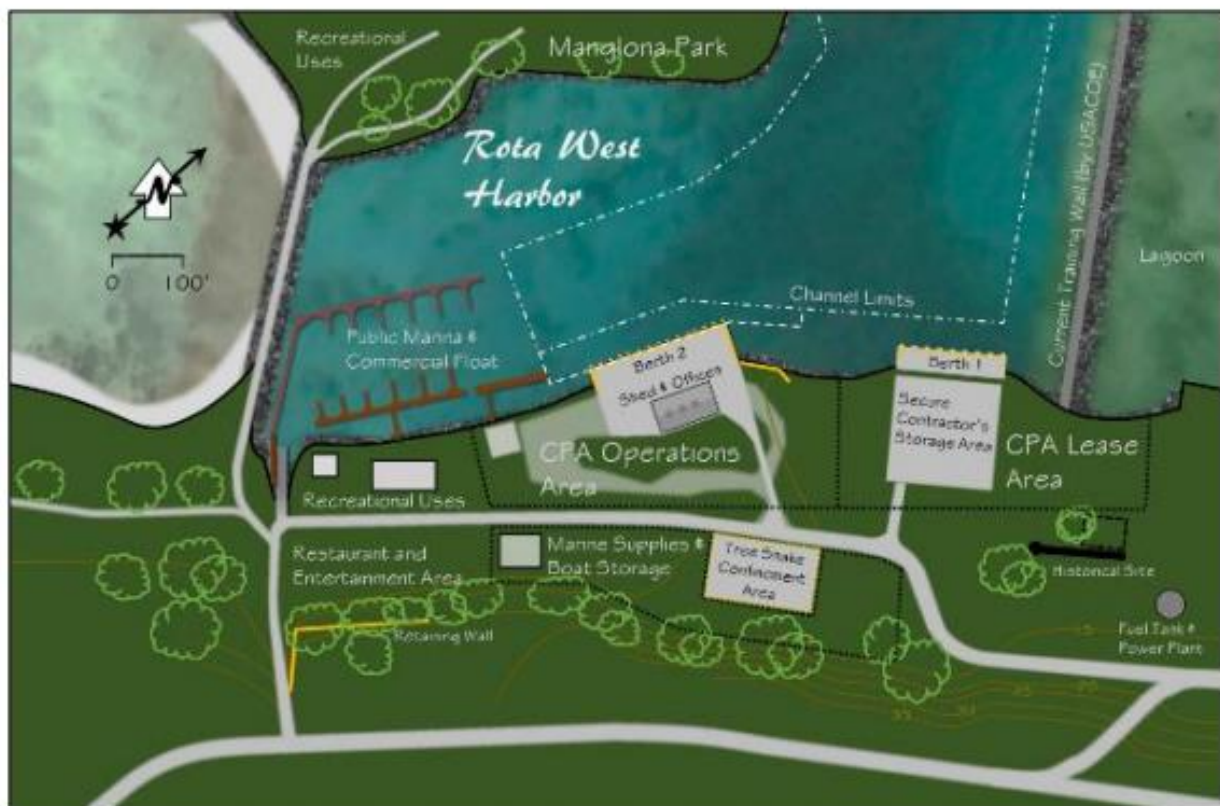 Recreational
Uses
Manglona Park
Rota West
Harbor
N
0 100'
Channel Limits
Current Training Wall (by USACOE)
Lagoon
Public Marina &
Commercial Float
Berth 2
Shed & Offices
Berth 1
Secure
Contractor's
Storage Area
CPA Operations
Area
CPA Lease
Area
Recreational Uses
Restaurant and
Entertainment Area
Marine Supplies &
Boat Storage
Tree Snake
Confinement
Area
Historical Site
Retaining Wall
Fuel Tank &
Power Plant